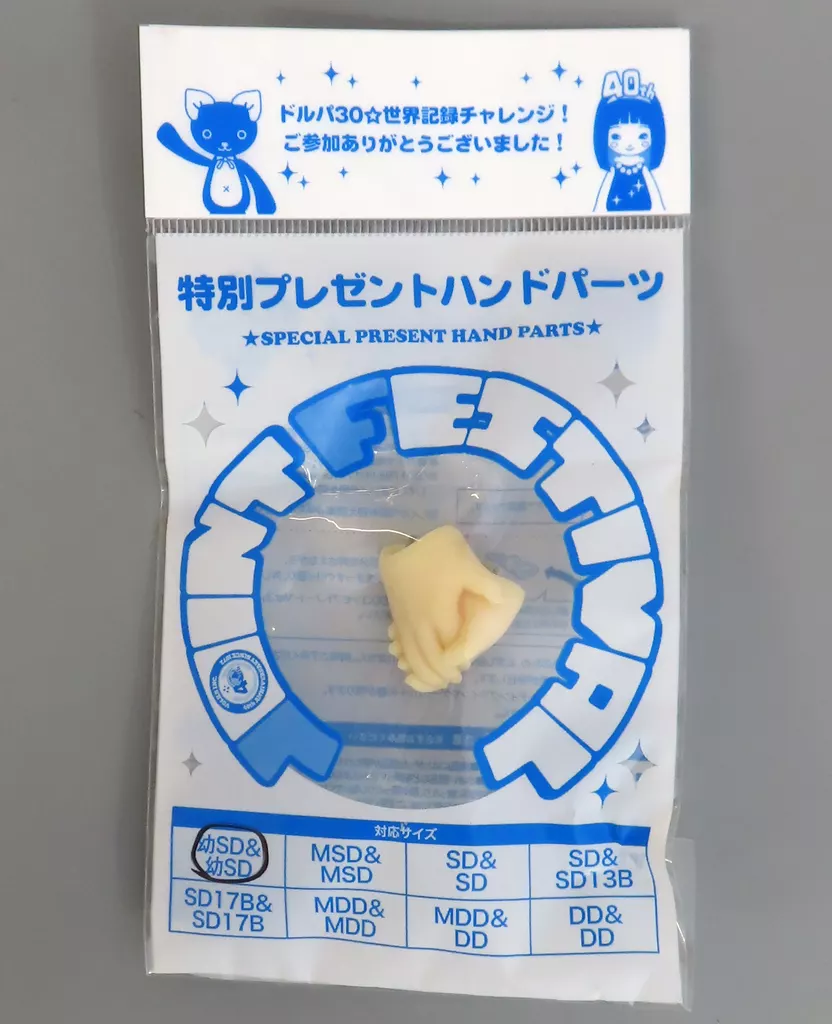 ドルパ30☆世界記録チャレンジ！
ご参加ありがとうございました！
40th
特別プレゼントハンドパーツ
★SPECIAL PRESENT HAND PARTS★
JOINT FESTIVAL
対応サイズ
幼SD&
幼SD
MSD&
MSD
SD&
SD
SD&
SD13B
SD17B&
SD17B
MDD&
MDD
MDD&
DD
DD&
DD